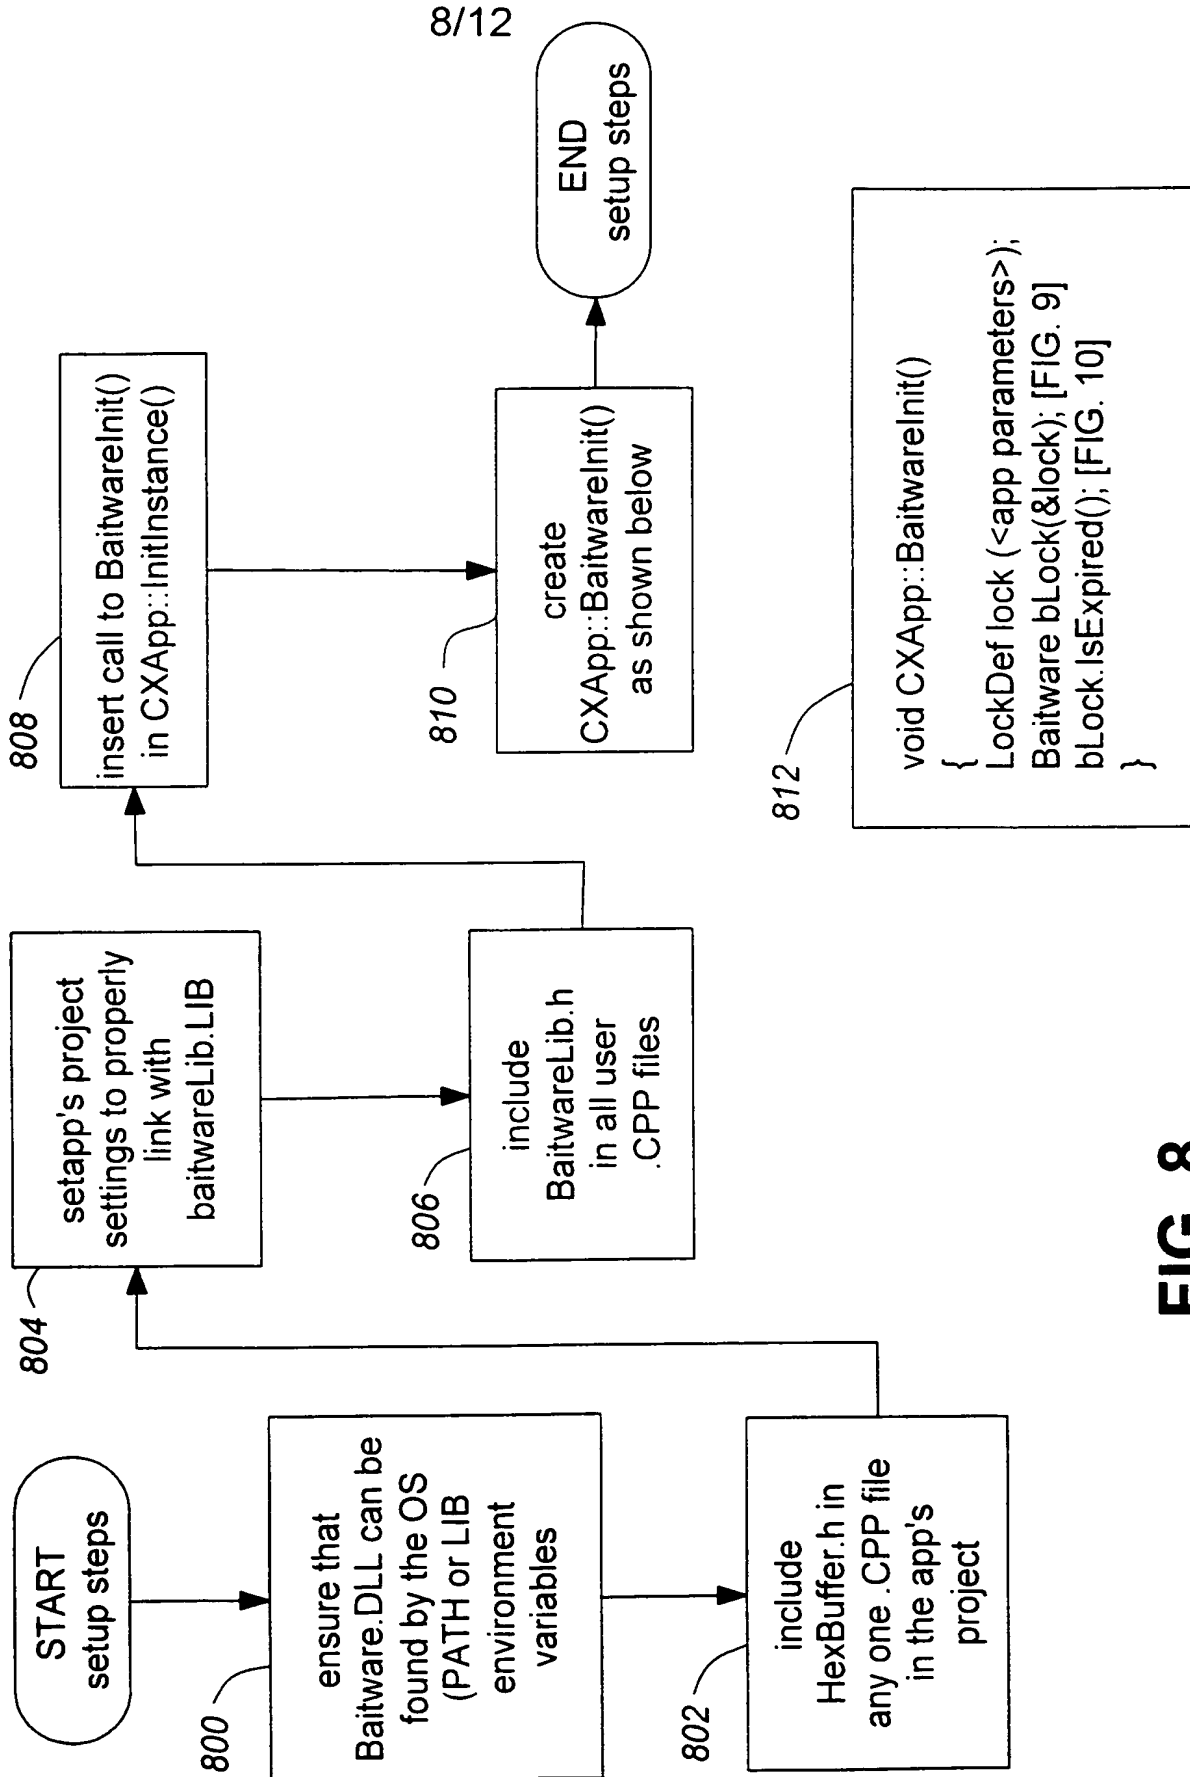 8/12
START
setup steps
800
ensure that
Baitware.DLL can be
found by the OS
(PATH or LIB
environment
variables
802
include
HexBuffer.h in
any one .CPP file
in the app's
project
804
setapp's project
settings to properly
link with
baitwareLib.LIB
806
include
BaitwareLib.h
in all user
.CPP files
808
insert call to BaitwareInit()
in CXApp::InitInstance()
810
create
CXApp::BaitwareInit()
as shown below
END
setup steps
812
void CXApp::BaitwareInit()
{
LockDef lock (<app parameters>);
Baitware bLock(&lock); [FIG. 9]
bLock.IsExpired(); [FIG. 10]
}
FIG. 8